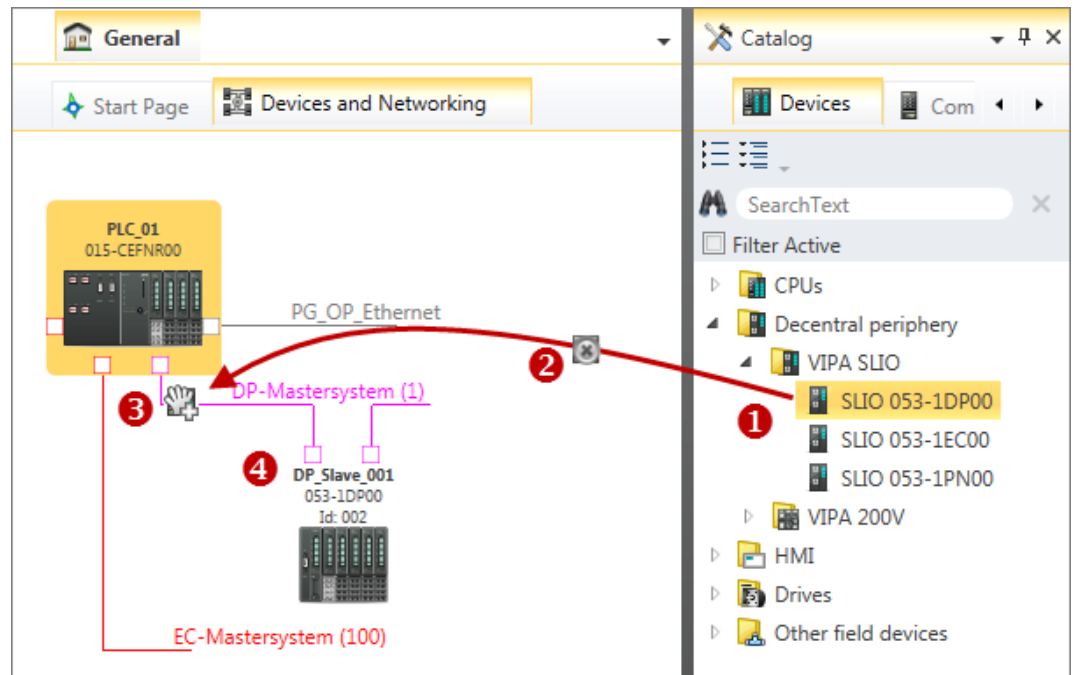 General
Start Page
Devices and Networking
PLC_01
015-CEFNR00
PG_OP_Ethernet
2
3
DP-Mastersystem (1)
4
DP_Slave_001
053-1DP00
Id: 002
EC-Mastersystem (100)
Catalog
Devices
Com
SearchText
Filter Active
CPUs
Decentral periphery
VIPA SLIO
1
SLIO 053-1DP00
SLIO 053-1EC00
SLIO 053-1PN00
VIPA 200V
HMI
Drives
Other field devices